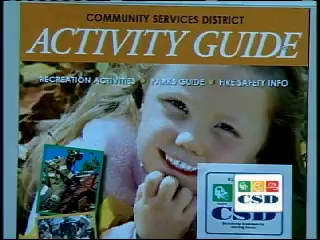 COMMUNITY SERVICES DISTRICT
ACTIVITY GUIDE
RECREATION ACTIVITIES • PARKS GUIDE • FIRE SAFETY INFO
CSD
CSD